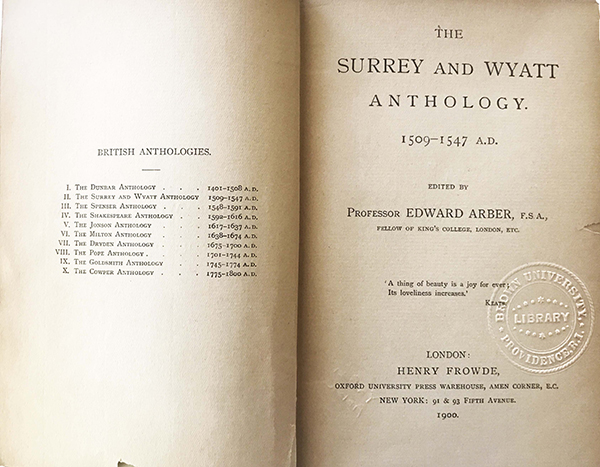 BRITISH ANTHOLOGIES.
I. The Dunbar Anthology . . . 1401-1508 A.D.
II. The Surrey and Wyatt Anthology 1509-1547 A.D.
III. The Spenser Anthology . . . 1548-1591 A.D.
IV. The Shakespeare Anthology . . 1592-1616 A.D.
V. The Jonson Anthology . . . 1617-1637 A.D.
VI. The Milton Anthology . . . 1638-1674 A.D.
VII. The Dryden Anthology . . . 1675-1700 A.D.
VIII. The Pope Anthology . . . 1701-1744 A.D.
IX. The Goldsmith Anthology . . 1745-1774 A.D.
X. The Cowper Anthology . . . 1775-1800 A.D.
THE
SURREY AND WYATT
ANTHOLOGY.
1509-1547 A.D.
EDITED BY
Professor EDWARD ARBER, F.S.A.,
FELLOW OF KING'S COLLEGE, LONDON, ETC.
'A thing of beauty is a joy for ever;
Its loveliness increases.'
Keats.
BROWN UNIVERSITY.
LIBRARY
PROVIDENCE, R.I.
LONDON:
HENRY FROWDE,
OXFORD UNIVERSITY PRESS WAREHOUSE, AMEN CORNER, E.C.
NEW YORK: 91 & 93 Fifth Avenue.
1900.